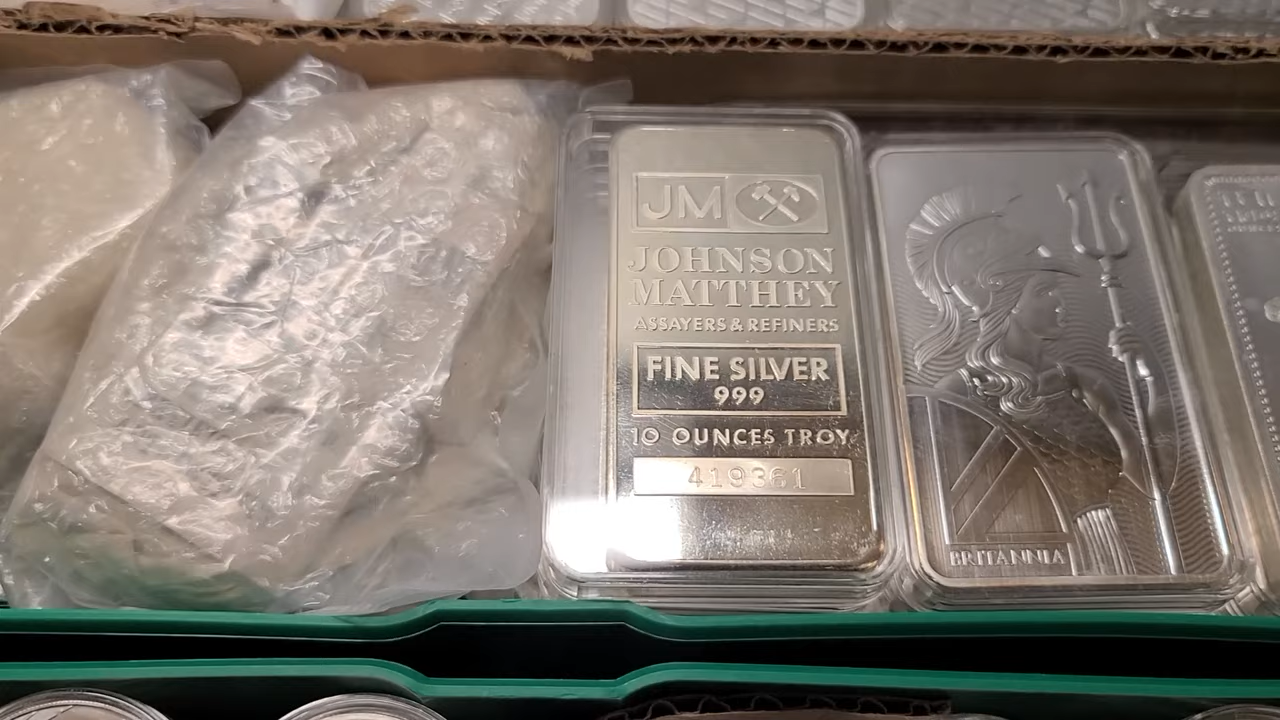 JM
JOHNSON
MATTHEY
ASSAYERS & REFINERS
FINE SILVER
999
10 OUNCES TROY
419361
BRITANNIA